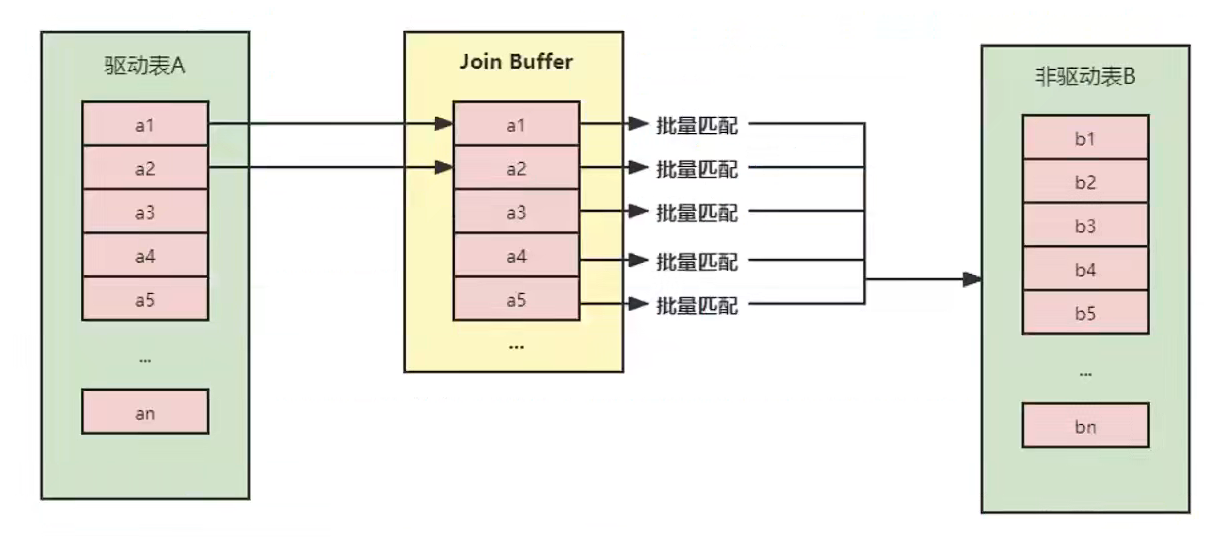 驱动表A
a1
a2
a3
a4
a5
...
an
Join Buffer
a1
a2
a3
a4
a5
...
批量匹配
批量匹配
批量匹配
批量匹配
批量匹配
非驱动表B
b1
b2
b3
b4
b5
...
bn